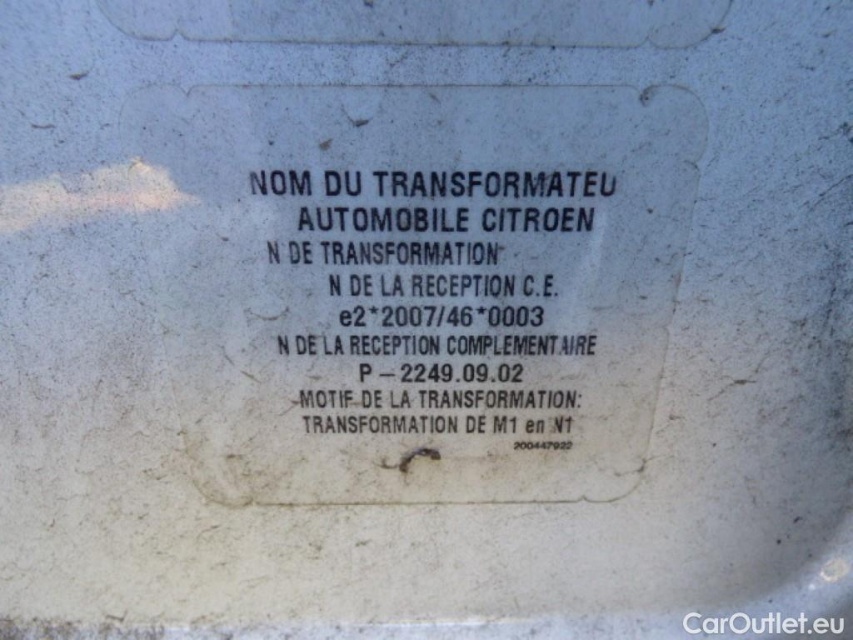 NOM DU TRANSFORMATEU
AUTOMOBILE CITROEN
N DE TRANSFORMATION
N DE LA RECEPTION C.E.
e2*2007/46*0003
N DE LA RECEPTION COMPLEMENTAIRE
P-2249.09.02
MOTIF DE LA TRANSFORMATION:
TRANSFORMATION DE M1 en N1
200447922
CarOutlet.eu